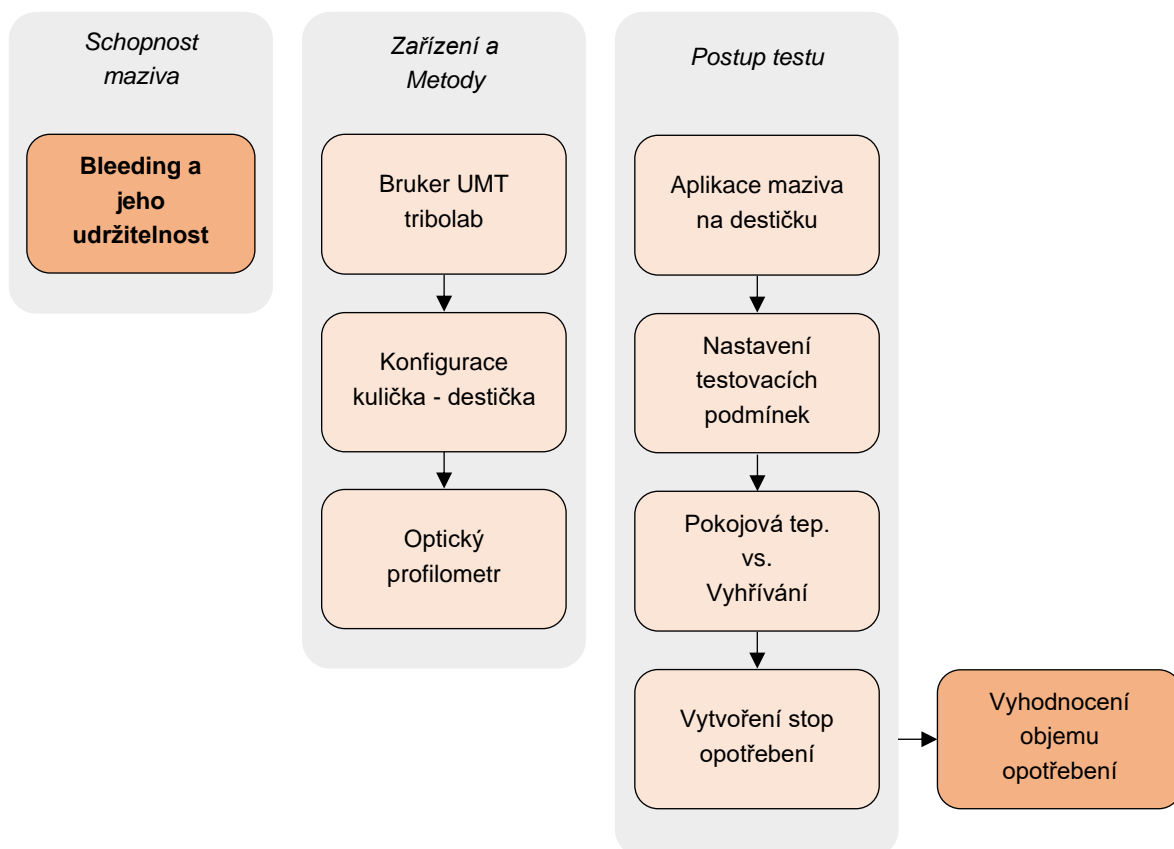 Schopnost
maziva
Bleeding a
jeho
udržitelnost
Zařízení a
Metody
Bruker UMT
tribolab
Konfigurace
kulička - destička
Optický
profilometr
Postup testu
Aplikace maziva
na destičku
Nastavení
testovacích
podmínek
Pokojová tep.
vs.
Vyhřívání
Vytvoření stop
opotřebení
Vyhodnocení
objemu
opotřebení